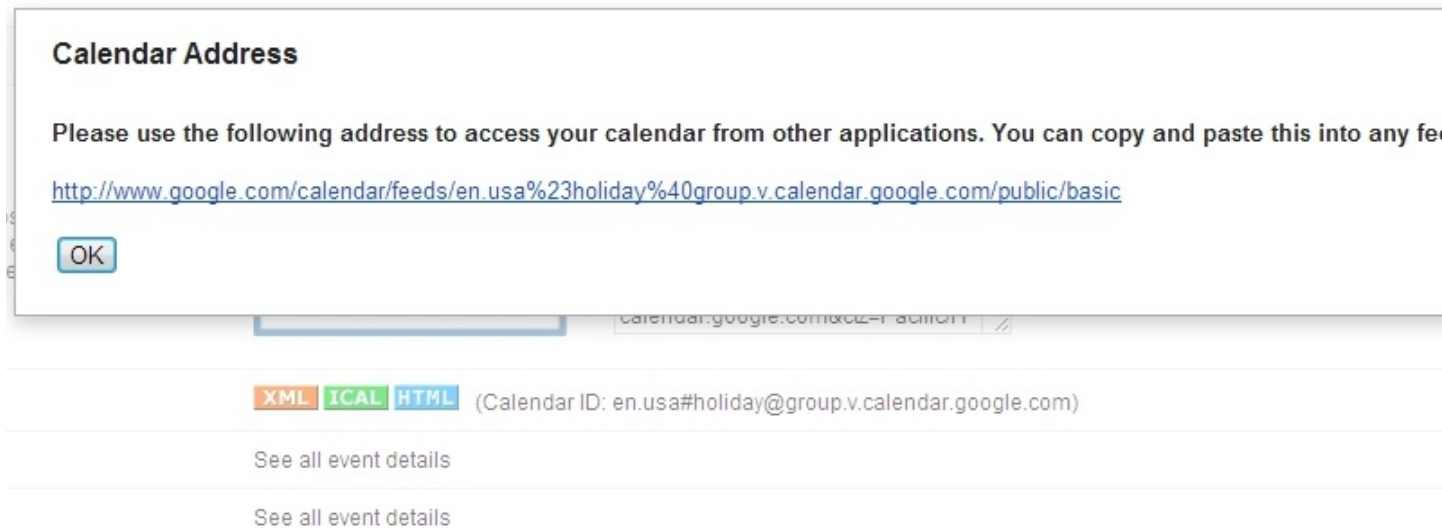 Calendar Address
Please use the following address to access your calendar from other applications. You can copy and paste this into any
http://www.google.com/calendar/feeds/en.usa%23holiday%40group.v.calendar.google.com/public/basic
OK
XML ICAL HTML (Calendar ID: en.usa#holiday@group.v.calendar.google.com)
See all event details
See all event details